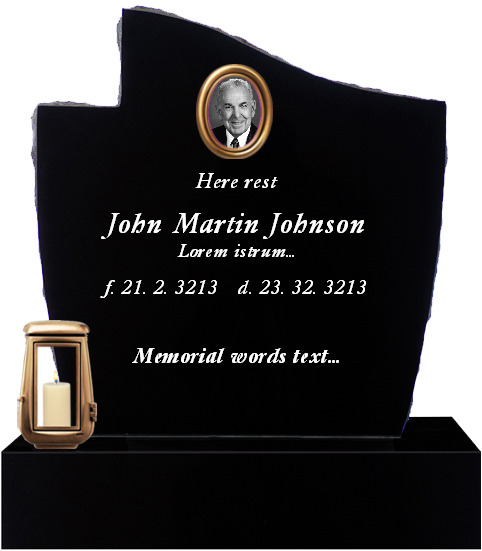 Here rest
John Martin Johnson
Lorem istrum...
f. 21. 2. 3213 d. 23. 32. 3213
Memorial words text...